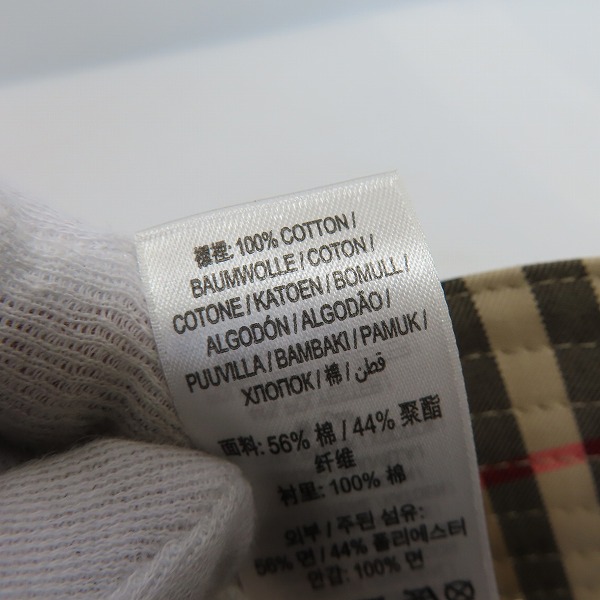 襯裡: 100% COTTON /
BAUMWOLLE / COTON /
COTONE / KATOEN / BOMULL /
ALGODÓN / ALGODÃO /
PUUVILLA / BAMBAKI / PAMUK /
ХЛОПОК / 棉 / قطن
面料: 56% 棉 / 44% 聚酯
纤维
衬里: 100% 棉
외부 / 주된 섬유:
56% 면 / 44% 폴리에스터
안감: 100% 면